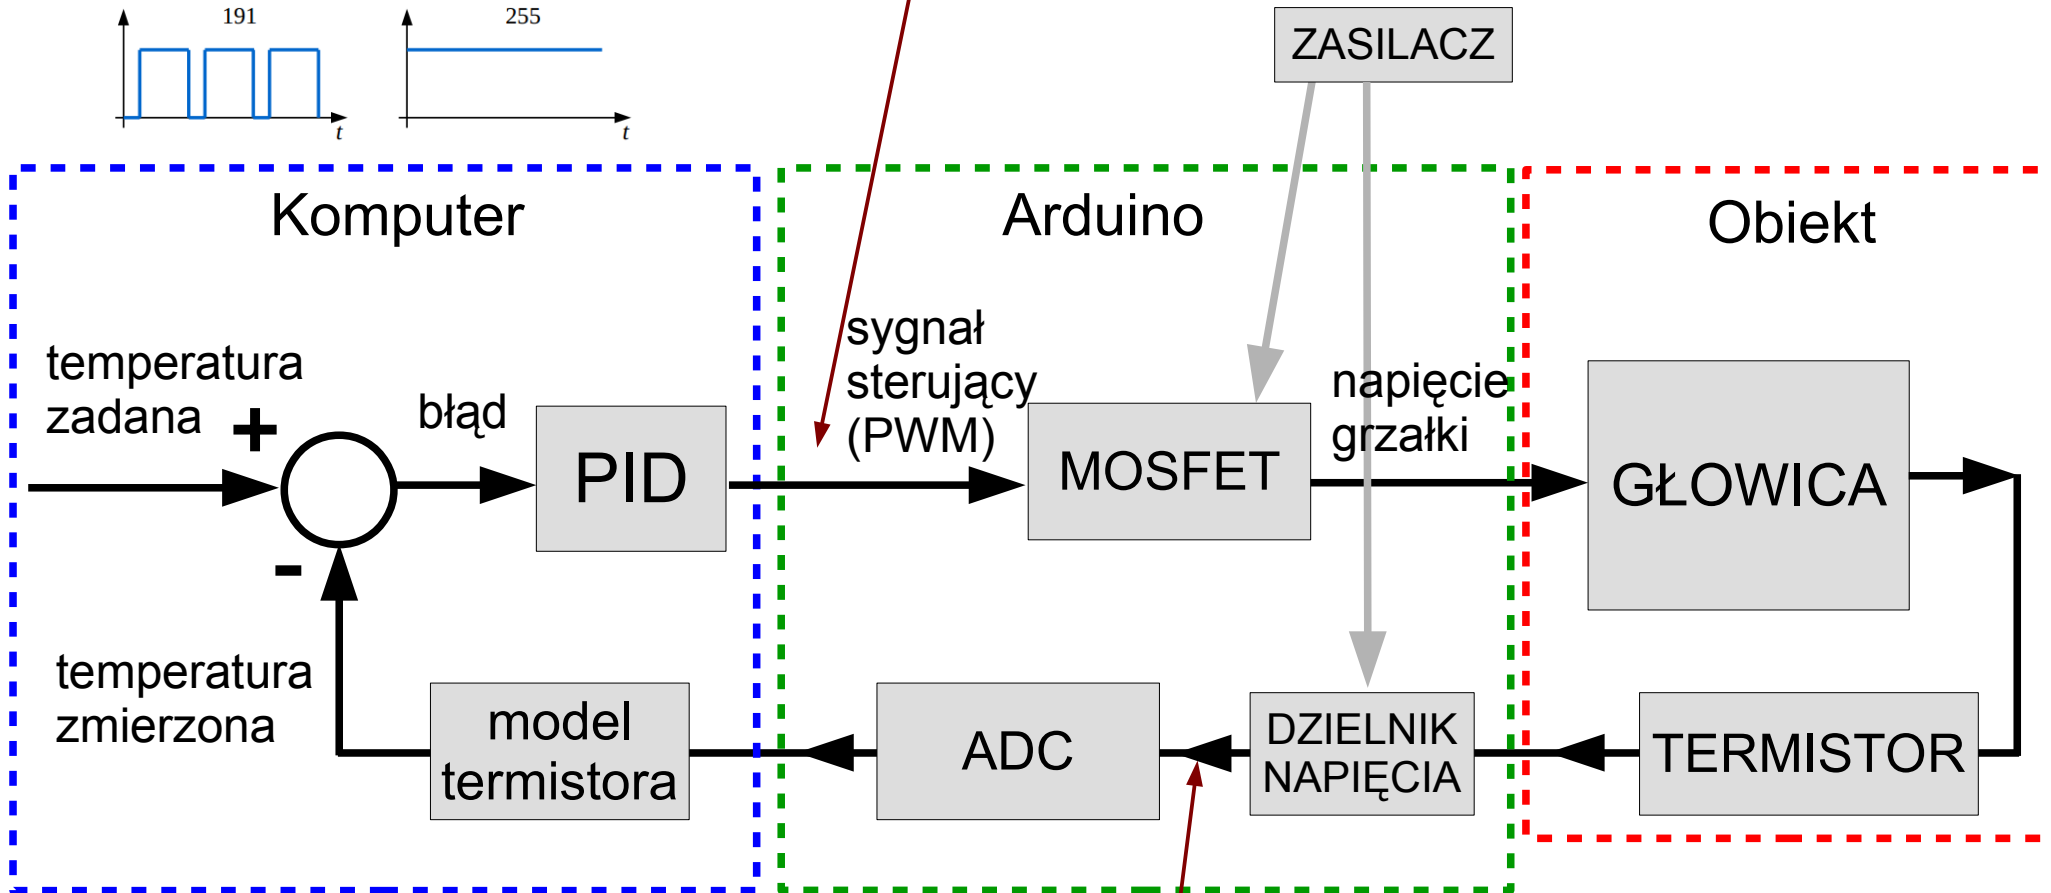 191
255
t
t
ZASILACZ
Komputer
Arduino
Obiekt
temperatura
zadana
+
-
błąd
PID
sygnał
sterujący
(PWM)
MOSFET
napięcie
grzałki
GŁOWICA
temperatura
zmierzona
model
termistora
ADC
DZIELNIK
NAPIĘCIA
TERMISTOR